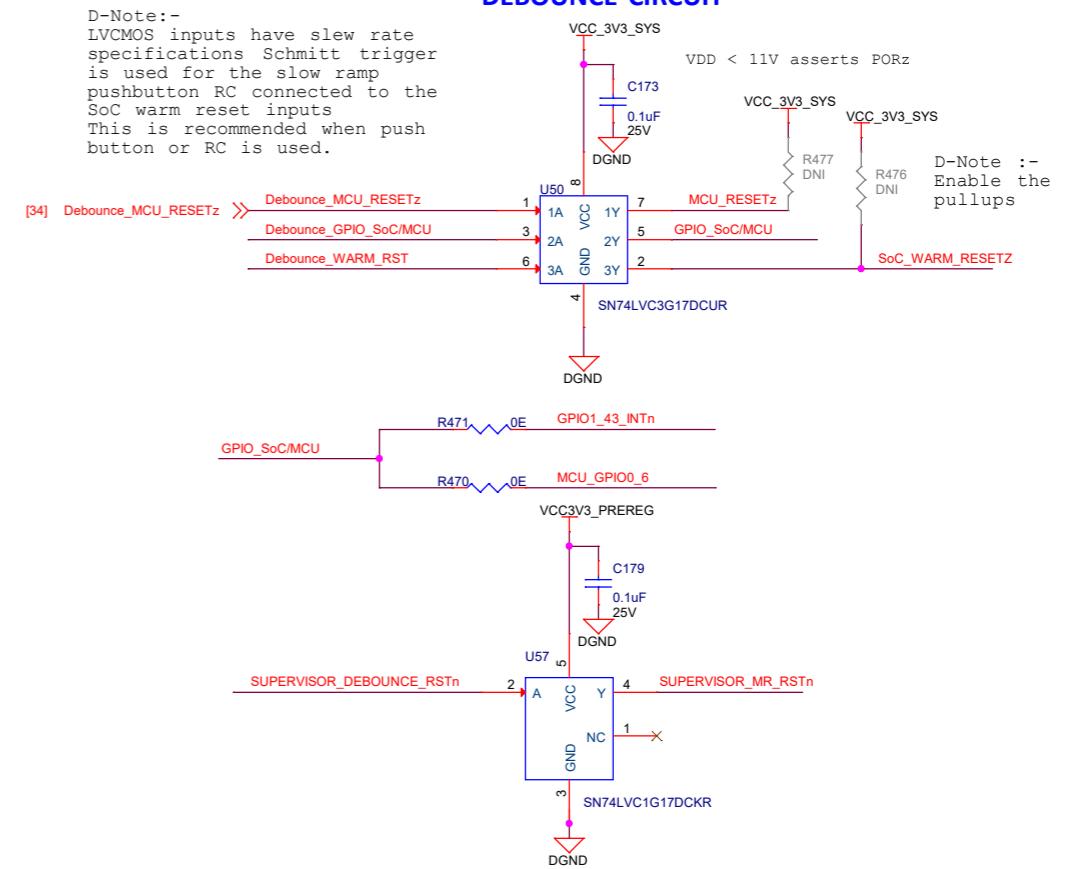 DEBOUNCE CIRCUIT
D-Note:-
LVCMOS inputs have slew rate
specifications Schmitt trigger
is used for the slow ramp
pushbutton RC connected to the
SoC warm reset inputs
This is recommended when push
button or RC is used.
VCC_3V3_SYS
C173
0.1uF
25V
DGND
VDD < 11V asserts PORz
VCC_3V3_SYS
VCC_3V3_SYS
R477
DNI
R476
DNI
D-Note :-
Enable the
pullups
[34] Debounce_MCU_RESETz
Debounce_MCU_RESETz
Debounce_GPIO_SoC/MCU
Debounce_WARM_RST
U50
8
1
3
6
1A
2A
3A
VCC
GND
1Y
2Y
3Y
7
5
2
4
MCU_RESETz
GPIO_SoC/MCU
SoC_WARM_RESETZ
SN74LVC3G17DCUR
DGND
GPIO_SoC/MCU
R471
0E
GPIO1_43_INTn
R470
0E
MCU_GPIO0_6
VCC3V3_PREREG
C179
0.1uF
25V
DGND
U57
5
SUPERVISOR_DEBOUNCE_RSTn
2
A
VCC
Y
4
SUPERVISOR_MR_RSTn
NC
1
GND
3
SN74LVC1G17DCKR
DGND